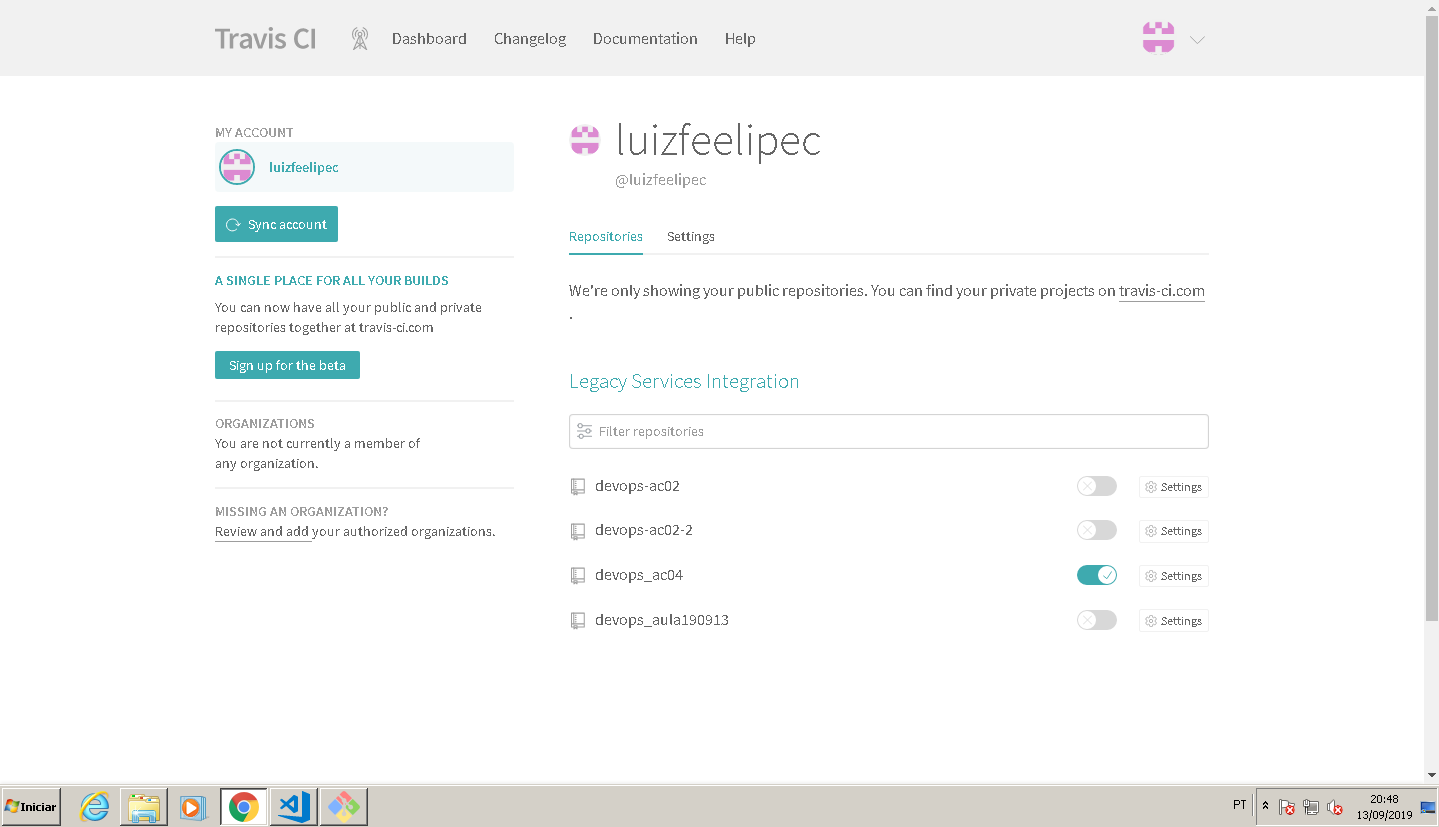 Travis CI
Dashboard
Changelog
Documentation
Help
MY ACCOUNT
luizfeelipec
Sync account
A SINGLE PLACE FOR ALL YOUR BUILDS
You can now have all your public and private
repositories together at travis-ci.com
Sign up for the beta
ORGANIZATIONS
You are not currently a member of
any organization.
MISSING AN ORGANIZATION?
Review and add your authorized organizations.
luizfeelipec
@luizfeelipec
Repositories
Settings
We're only showing your public repositories. You can find your private projects on travis-ci.com
.
Legacy Services Integration
Filter repositories
devops-ac02
Settings
devops-ac02-2
Settings
devops_ac04
Settings
devops_aula190913
Settings
Iniciar
PT
20:48
13/09/2019